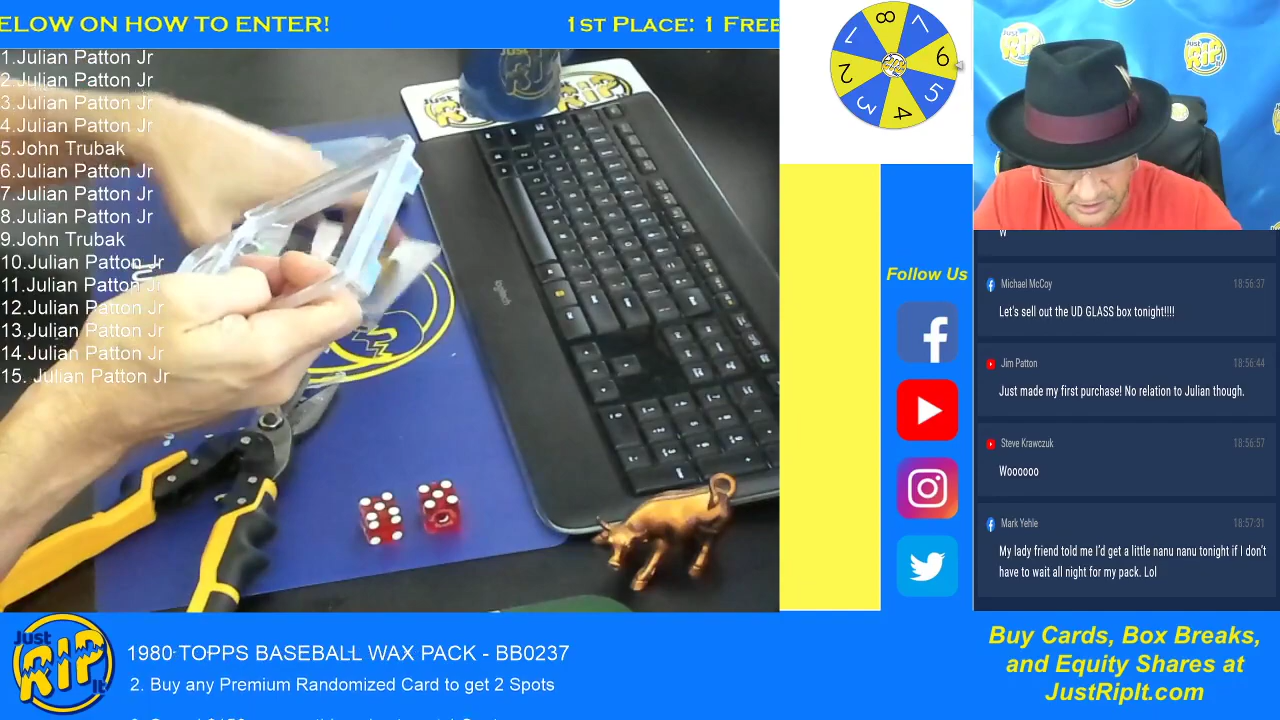 ELOW ON HOW TO ENTER!
1ST PLACE: 1 FREE
1.Julian Patton Jr
2.Julian Patton Jr
3.Julian Patton Jr
4.Julian Patton Jr
5.John Trubak
6.Julian Patton Jr
7.Julian Patton Jr
8.Julian Patton Jr
9.John Trubak
10.Julian Patton Jr
11.Julian Patton Jr
12.Julian Patton Jr
13.Julian Patton Jr
14.Julian Patton Jr
15. Julian Patton Jr
8
7
6
5
4
3
2
1
Follow Us
Michael McCoy 18:56:37
Let's sell out the UD GLASS box tonight!!!!
Jim Patton 18:56:44
Just made my first purchase! No relation to Julian though.
Steve Krawczuk 18:56:57
Woooooo
Mark Yehle 18:57:31
My lady friend told me I'd get a little nanu nanu tonight if I don't
have to wait all night for my pack. Lol
Just
RIP
It
1980 TOPPS BASEBALL WAX PACK - BB0237
2. Buy any Premium Randomized Card to get 2 Spots
Buy Cards, Box Breaks,
and Equity Shares at
JustRipIt.com